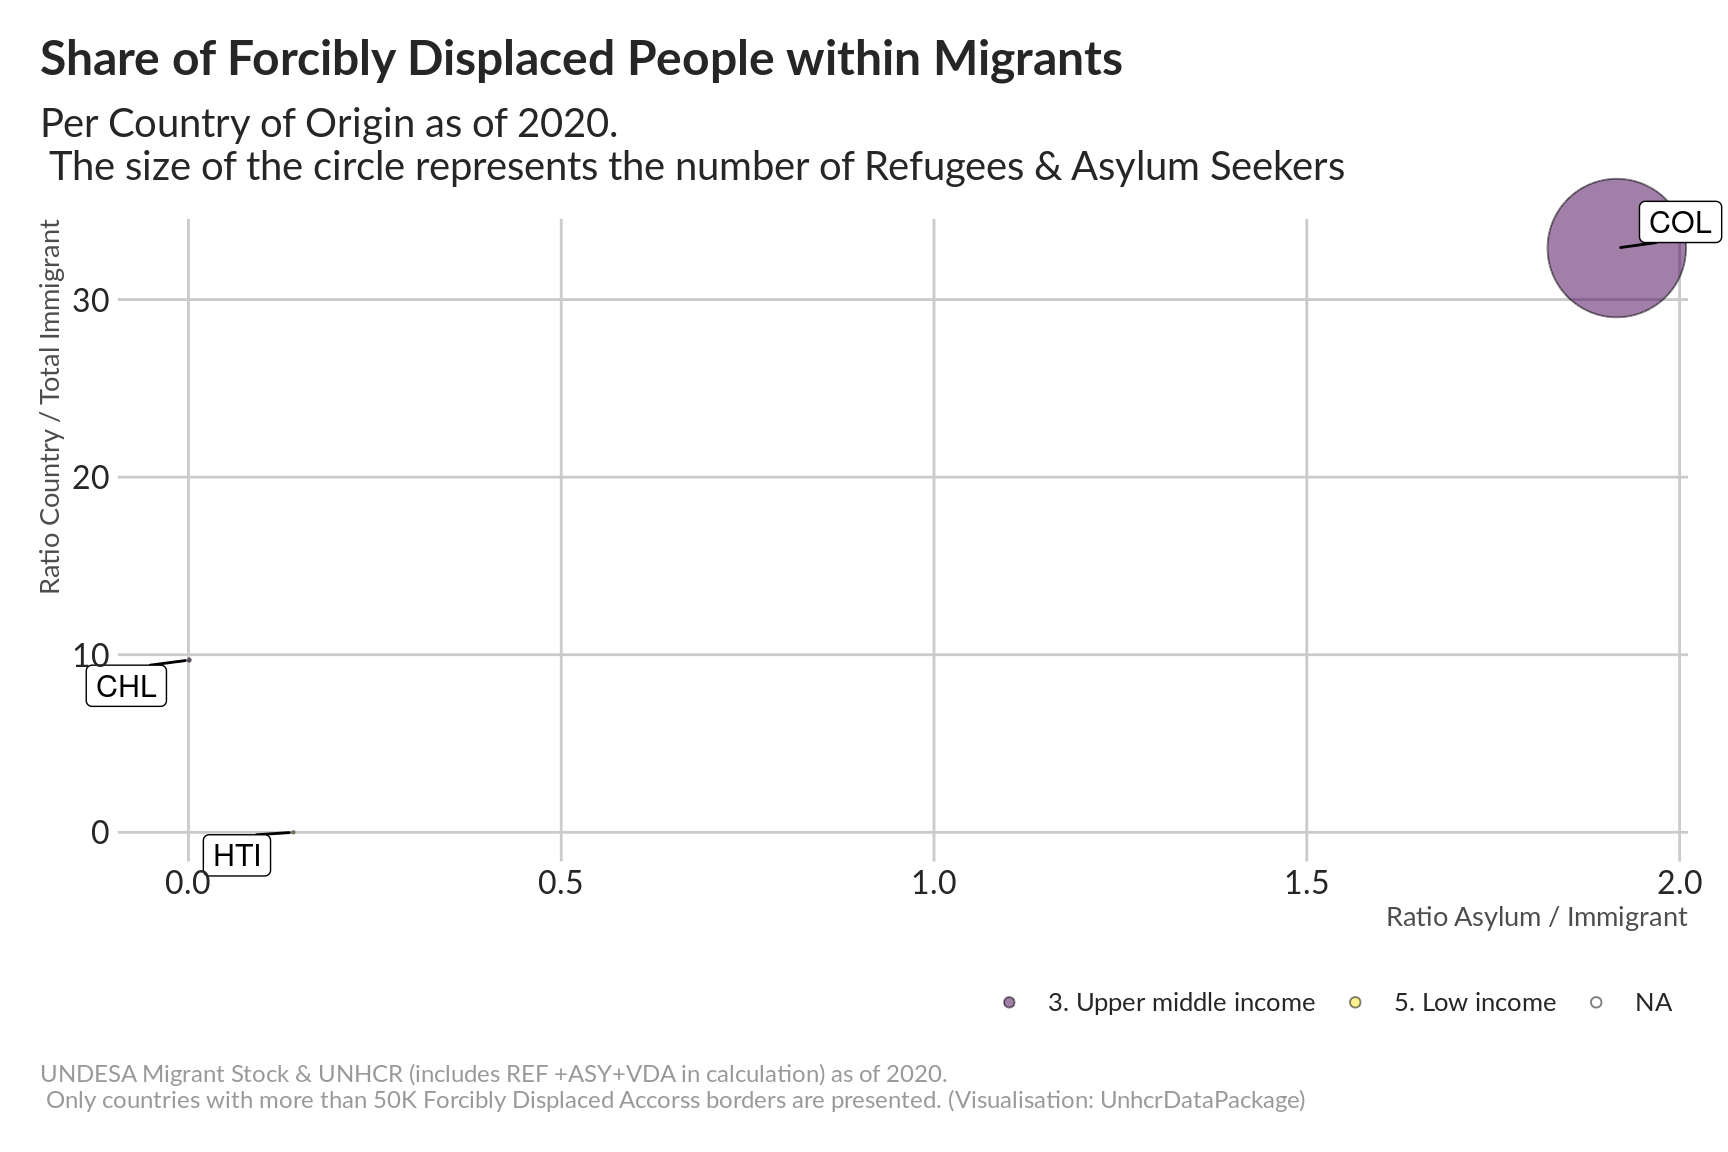 Share of Forcibly Displaced People within Migrants
Per Country of Origin as of 2020.
The size of the circle represents the number of Refugees & Asylum Seekers
Ratio Country / Total Immigrant
COL
30
20
10
CHL
0
HTI
0.0 0.5 1.0 1.5 2.0
Ratio Asylum / Immigrant
3. Upper middle income 5. Low income NA
UNDESA Migrant Stock & UNHCR (includes REF +ASY+VDA in calculation) as of 2020.
Only countries with more than 50K Forcibly Displaced Accorss borders are presented. (Visualisation: UnhcrDataPackage)